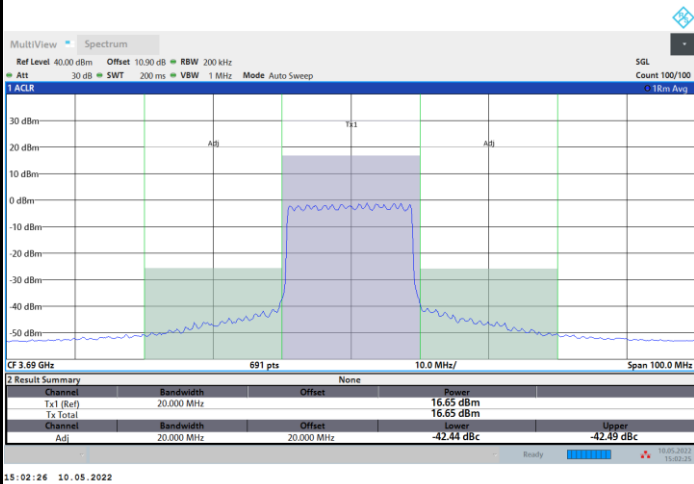 MultiView Spectrum
Ref Level 40.00 dBm Offset 10.90 dB RBW 200 kHz SGL
Att 30 dB SWT 200 ms VBW 1 MHz Mode Auto Sweep Count 100/100
1 ACLR 1Rm Avg
30 dBm
Tx1
20 dBm Adj Adj
10 dBm
0 dBm
-10 dBm
-20 dBm
-30 dBm
-40 dBm
-50 dBm
CF 3.69 GHz 691 pts 10.0 MHz/ Span 100.0 MHz
2 Result Summary None
Channel Bandwidth Offset Power
Tx1 (Ref) 20.000 MHz 16.65 dBm
Tx Total 16.65 dBm
Channel Bandwidth Offset Lower Upper
Adj 20.000 MHz 20.000 MHz -42.44 dBc -42.49 dBc
Ready 10.05.2022
15:02:25
15:02:26 10.05.2022